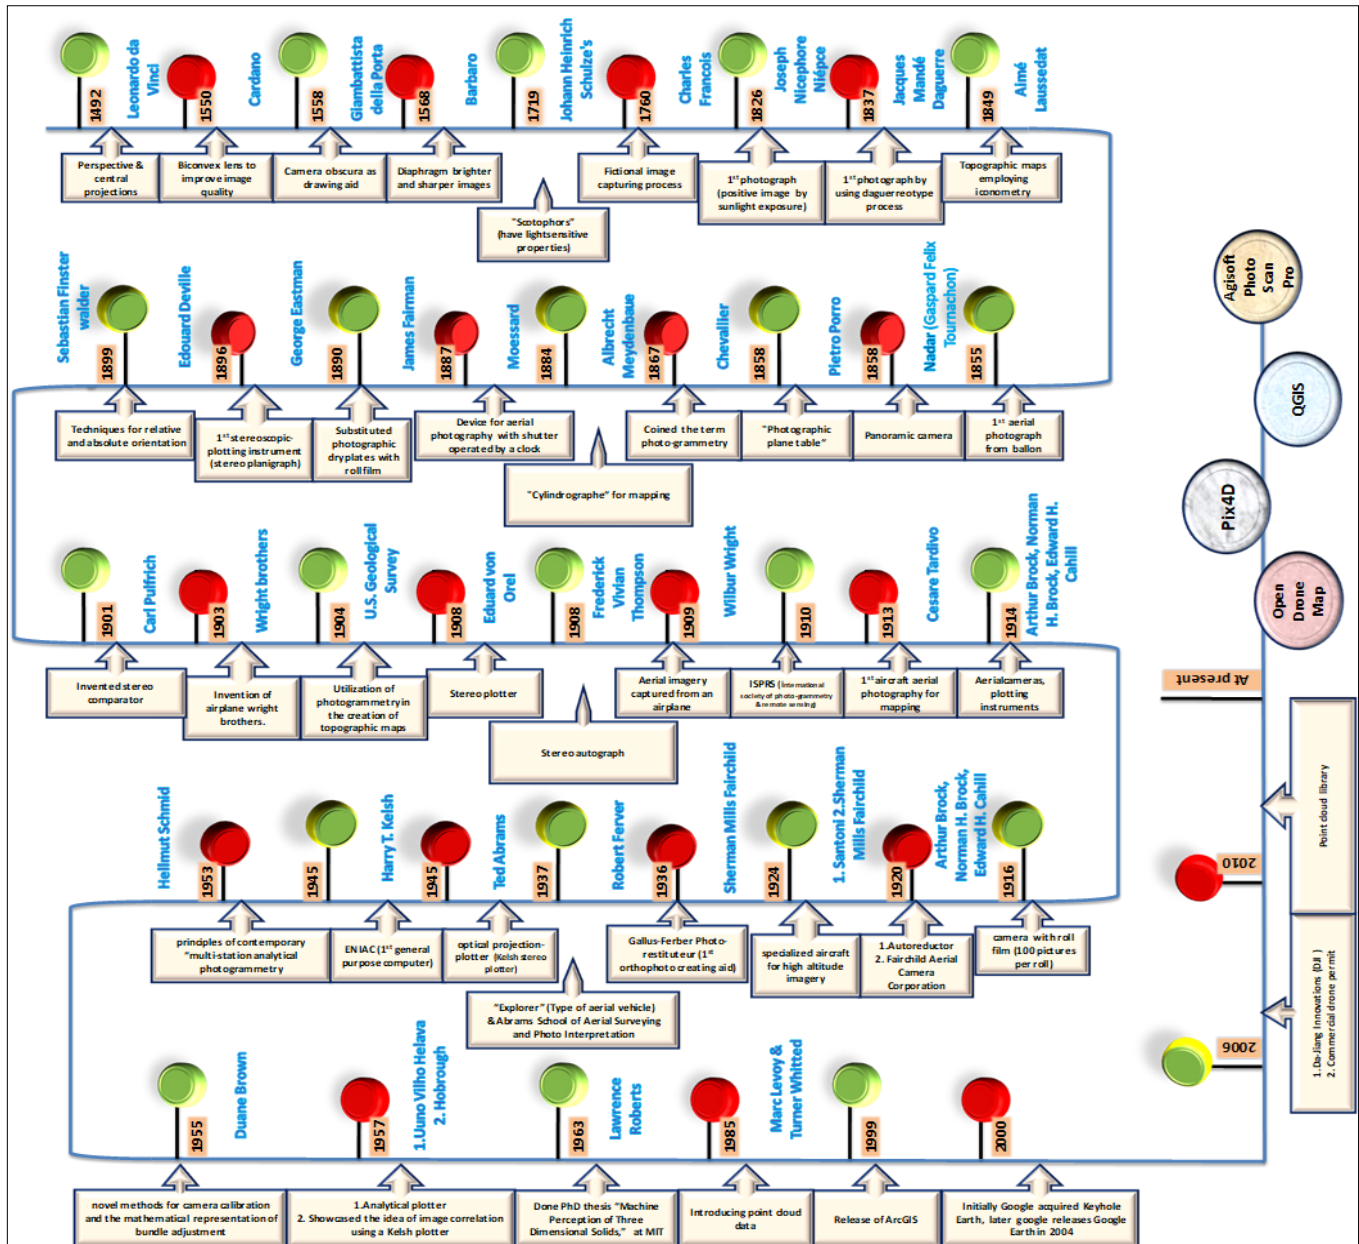 1492
Leonardo da
Vinci
1550
Cardano
1558
Giambattista
della Porta
1568
Barbaro
1719
Johann Heinrich
Schulze's
1760
Charles
Francois
1826
Joseph
Nicephore
Niépce
1837
Jacques
Mandé
Daguerre
1849
Aimé
Laussedat
Perspective &
central
projections
Biconvex lens to
improve image
quality
Camera obscura as
drawing aid
Diaphragm brighter
and sharper images
"Scotophors"
(have lightsensitive
properties)
Fictional image
capturing process
1st photograph
(positive image by
sunlight exposure)
1st photograph by
using daguerreotype
process
Topographic maps
employing
iconometry
Sebastian Finster
walder
1899
Edouard Deville
1896
George Eastman
1890
James Fairman
1887
Moessard
1884
Albrecht
Meydenbaue
1867
Chevallier
1858
Pietro Porro
1858
Nadar (Gaspard Felix
Tournachon)
1855
Techniques for relative
and absolute orientation
1st stereoscopic-
plotting instrument
(stereo planigraph)
Substituted
photographic
dryplates with
roll film
Device for aerial
photography with shutter
operated by a clock
"Cylindrographe" for mapping
Coined the term
photo-grammetry
"Photographic
plane table"
Panoramic camera
1st aerial
photograph
from ballon
1901
Carl Pulfrich
1903
Wright brothers
1904
U.S. Geological
Survey
1908
Eduard von
Orel
1908
Frederick
Vivian
Thompson
1909
Wilbur Wright
1910
1913
Cesare Tardivo
1914
Arthur Brock, Norman
H. Brock, Edward H.
Cahill
Invented stereo
comparator
Invention of
airplane wright
brothers.
Utilization of
photogrammetry in
the creation of
topographic maps
Stereo plotter
Stereo autograph
Aerial imagery
captured from an
airplane
ISPRS (International
society of photo-grammetry
& remote sensing)
1st aircraft aerial
photography for
mapping
Aerialcameras,
plotting
instruments
Hellmut Schmid
1953
1945
Harry T. Kelsh
1945
Ted Abrams
1937
Robert Ferver
1936
Sherman Mills Fairchild
1924
1. Santoni 2.Sherman
Mills Fairchild
1920
Arthur Brock,
Norman H. Brock,
Edward H. Cahill
1916
principles of contemporary
"multi-station analytical
photogrammetry
ENIAC (1st general
purpose computer)
optical projection-
plotter (Kelsh stereo
plotter)
"Explorer" (Type of aerial vehicle)
& Abrams School of Aerial Surveying
and Photo Interpretation
Gallus-Ferber Photo-
restituteur (1st
orthophoto creating aid)
specialized aircraft
for high altitude
imagery
1.Autoreductor
2. Fairchild Aerial
Camera
Corporation
camera with roll
film (100 pictures
per roll)
1955
Duane Brown
1957
1.Uuno Vilho Helava
2. Hobrough
1963
Lawrence
Roberts
1985
Marc Levoy &
Turner Whitted
1999
2000
novel methods for camera calibration
and the mathematical representation of
bundle adjustment
1.Analytical plotter
2. Showcased the idea of image correlation
using a Kelsh plotter
Done PhD thesis "Machine
Perception of Three
Dimensional Solids," at MIT
Introducing point cloud
data
Release of ArcGIS
Initially Google acquired Keyhole
Earth, later google releases Google
Earth in 2004
2006
1.Da-Jiang Innovations (DJI)
2. Commercial drone permit
2010
Point cloud library
At present
Open
Drone
Map
Pix4D
QGIS
Agisoft
Photo
Scan
Pro